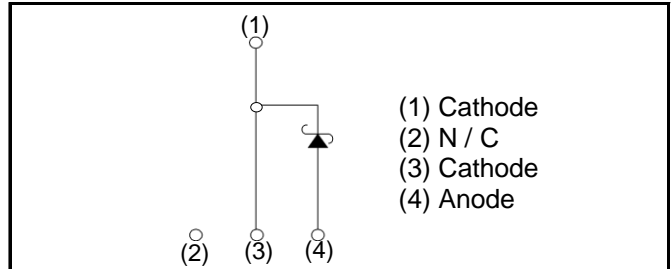 (1)
(1) Cathode
(2) N / C
(3) Cathode
(4) Anode
(2) (3) (4)